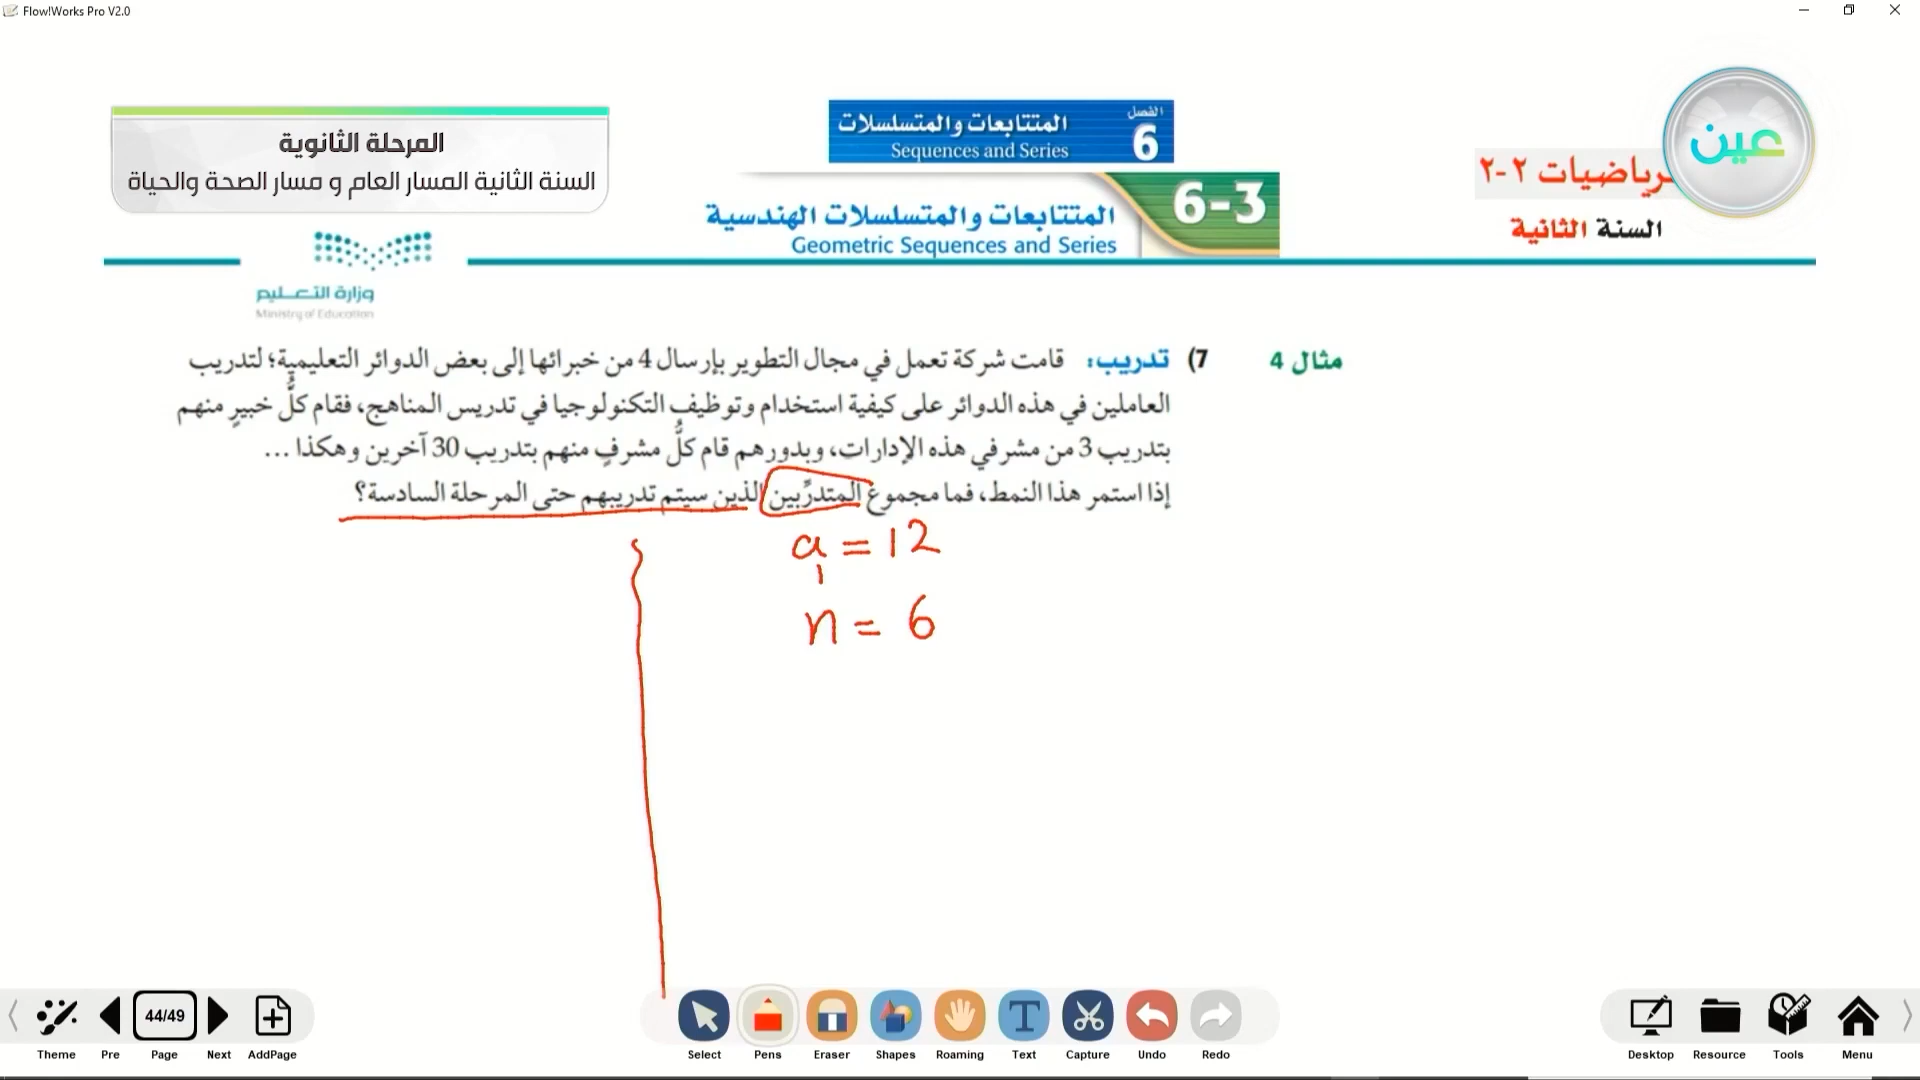 Flow!Works Pro V2.0
المرحلة الثانوية
السنة الثانية المسار العام و مسار الصحة والحياة
الفصل 6
المتتابعات والمتسلسلات
Sequences and Series
6-3
المتتابعات والمتسلسلات الهندسية
Geometric Sequences and Series
عين
رياضيات ٢-٢
السنة الثانية
وزارة التعليم
Ministry of Education
مثال 4 7) تدريب: قامت شركة تعمل في مجال التطوير بإرسال 4 من خبرائها إلى بعض الدوائر التعليمية؛ لتدريب
العاملين في هذه الدوائر على كيفية استخدام وتوظيف التكنولوجيا في تدريس المناهج، فقام كلُّ خبيرٍ منهم
بتدريب 3 من مشرفي هذه الإدارات، وبدورهم قام كلُّ مشرفٍ منهم بتدريب 30 آخرين وهكذا ...
إذا استمر هذا النمط، فما مجموع المتدرِّبين الذين سيتم تدريبهم حتى المرحلة السادسة؟
a₁ = 12
n = 6
44/49
Theme Pre Page Next AddPage Select Pens Eraser Shapes Roaming Text Capture Undo Redo Desktop Resource Tools Menu